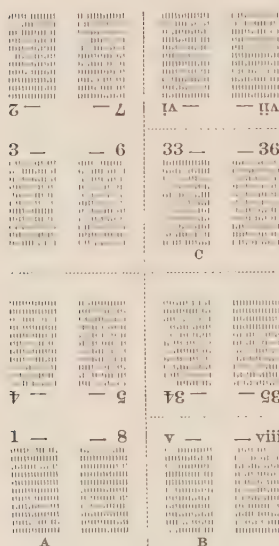 2 — — 7 vi — — vii
3 — — 6 33 — — 36
C
4 — — 5 34 — — 35
1 — — 8 v — — viii
A B